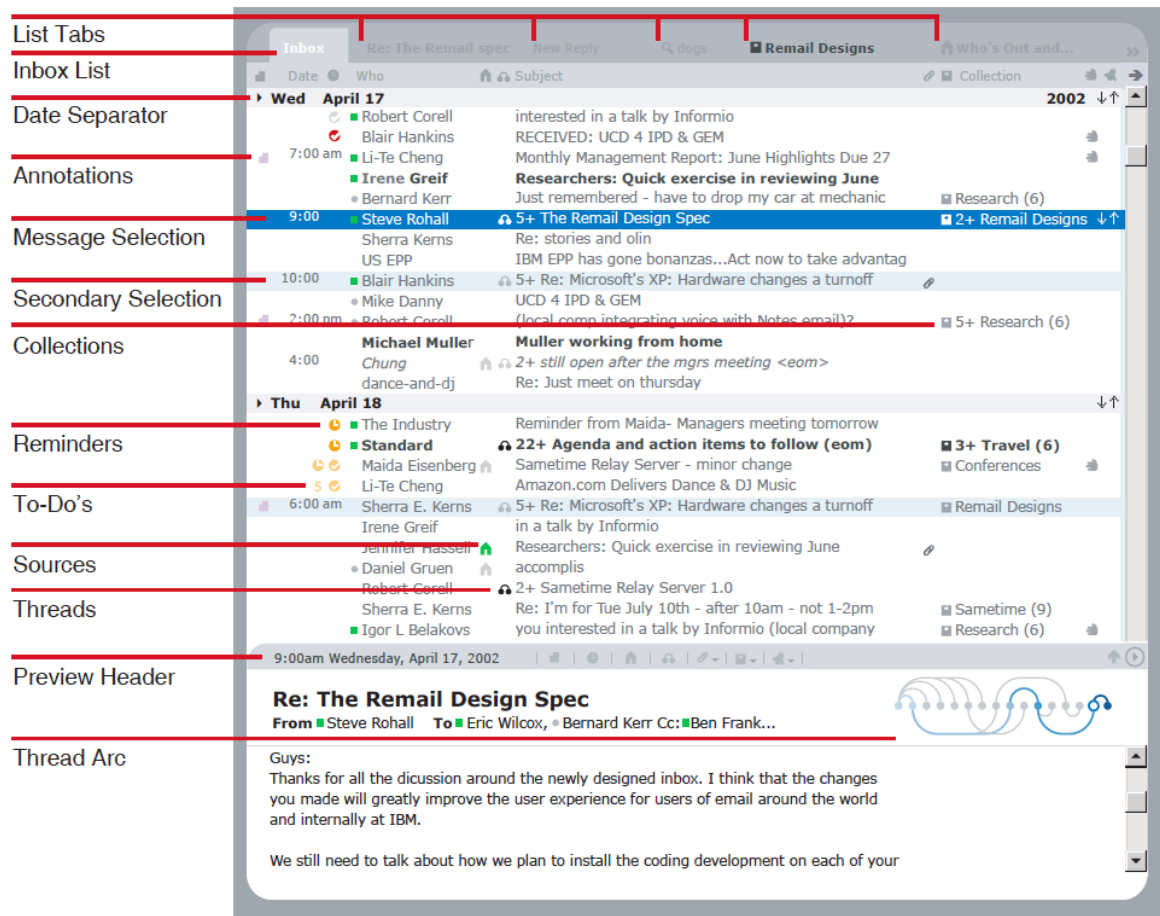 List Tabs
Inbox
Re: The Remail spec
New Reply
dogs
Remail Designs
Who's Out and...
Inbox List
Date Who Subject Collection
Wed April 17 2002
Date Separator
Robert Corell interested in a talk by Informio
Blair Hankins RECEIVED: UCD 4 IPD & GEM
7:00 am Li-Te Cheng Monthly Management Report: June Highlights Due 27
Annotations
Irene Greif Researchers: Quick exercise in reviewing June
Bernard Kerr Just remembered - have to drop my car at mechanic Research (6)
9:00 Steve Rohall 5+ The Remail Design Spec 2+ Remail Designs
Message Selection
Sherra Kerns Re: stories and olin
US EPP IBM EPP has gone bonanzas...Act now to take advantag
10:00 Blair Hankins 5+ Re: Microsoft's XP: Hardware changes a turnoff
Secondary Selection
Mike Danny UCD 4 IPD & GEM
2:00 pm Robert Corell (local comp integrating voice with Notes email)? 5+ Research (6)
Collections
Michael Muller Muller working from home
4:00 Chung 2+ still open after the mgrs meeting <eom>
dance-and-dj Re: Just meet on thursday
Thu April 18
Reminders
The Industry Reminder from Maida- Managers meeting tomorrow
Standard 22+ Agenda and action items to follow (eom) 3+ Travel (6)
Maida Eisenberg Sametime Relay Server - minor change Conferences
5 Li-Te Cheng Amazon.com Delivers Dance & DJ Music
To-Do's
6:00 am Sherra E. Kerns 5+ Re: Microsoft's XP: Hardware changes a turnoff Remail Designs
Irene Greif in a talk by Informio
Jennifer Hassell Researchers: Quick exercise in reviewing June
Sources
Daniel Gruen accomplis
Robert Corell 2+ Sametime Relay Server 1.0
Threads
Sherra E. Kerns Re: I'm for Tue July 10th - after 10am - not 1-2pm Sametime (9)
Igor L Belakovs you interested in a talk by Informio (local company Research (6)
9:00am Wednesday, April 17, 2002
Preview Header
Re: The Remail Design Spec
From Steve Rohall To Eric Wilcox, Bernard Kerr Cc: Ben Frank...
Thread Arc
Guys:
Thanks for all the dicussion around the newly designed inbox. I think that the changes
you made will greatly improve the user experience for users of email around the world
and internally at IBM.
We still need to talk about how we plan to install the coding development on each of your